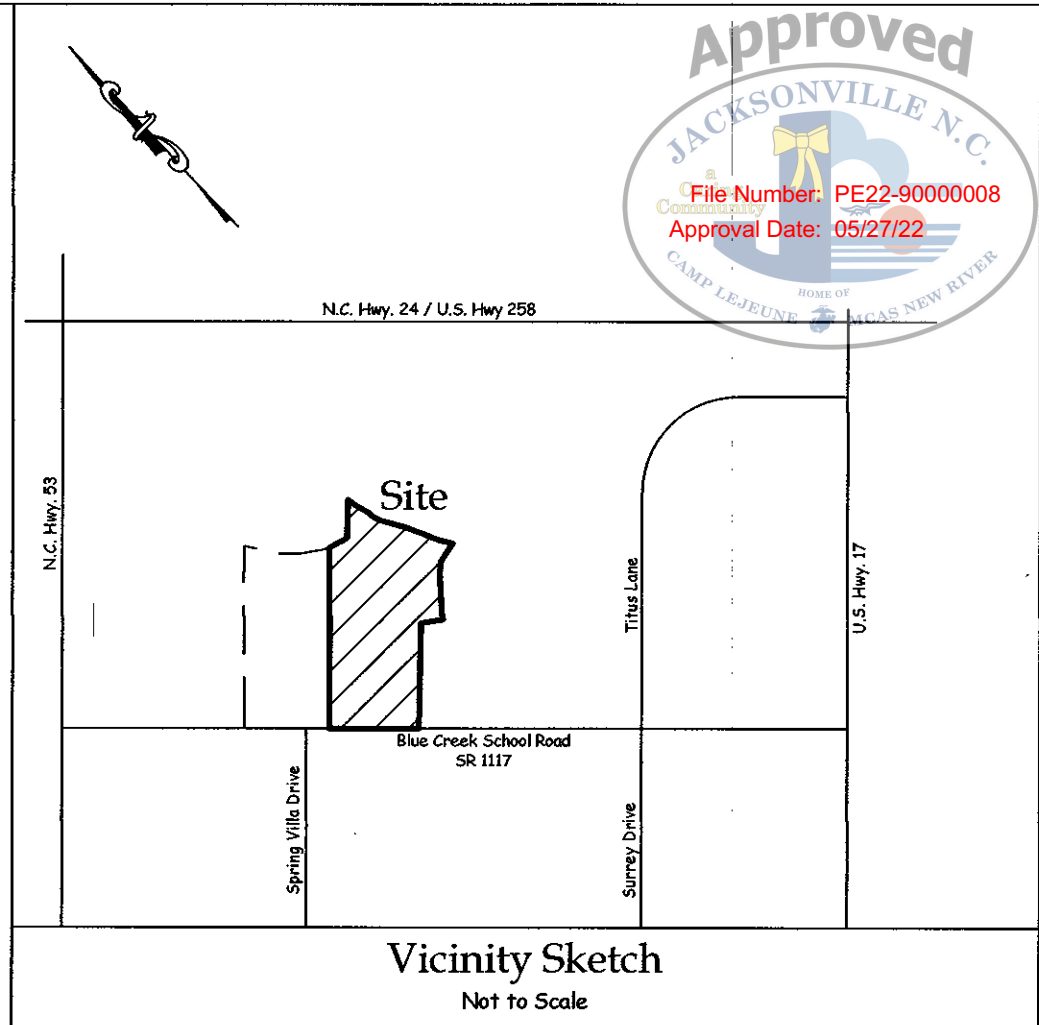 Approved
JACKSONVILLE N.C.
a
Caring
Community
File Number: PE22-90000008
Approval Date: 05/27/22
HOME OF
CAMP LEJEUNE MCAS NEW RIVER
N.C. Hwy. 24 / U.S. Hwy 258
N.C. Hwy. 53
Site
Titus Lane
U.S. Hwy. 17
Blue Creek School Road
SR 1117
Spring Villa Drive
Surrey Drive
Vicinity Sketch
Not to Scale